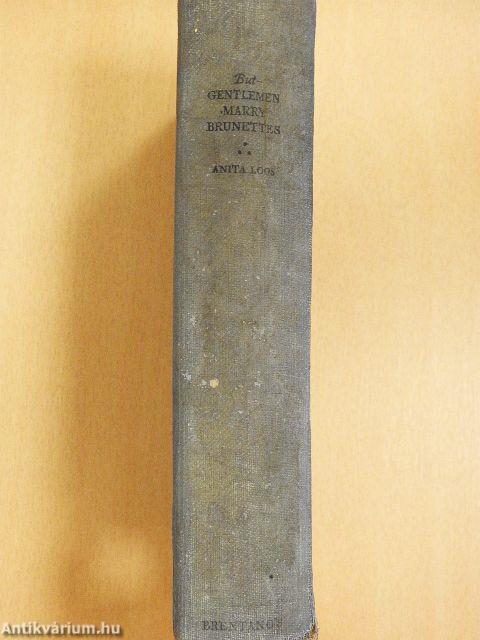 But—
GENTLEMEN
MARRY
BRUNETTES
ANITA LOOS
BRENTANO'S
Antikvárium.hu